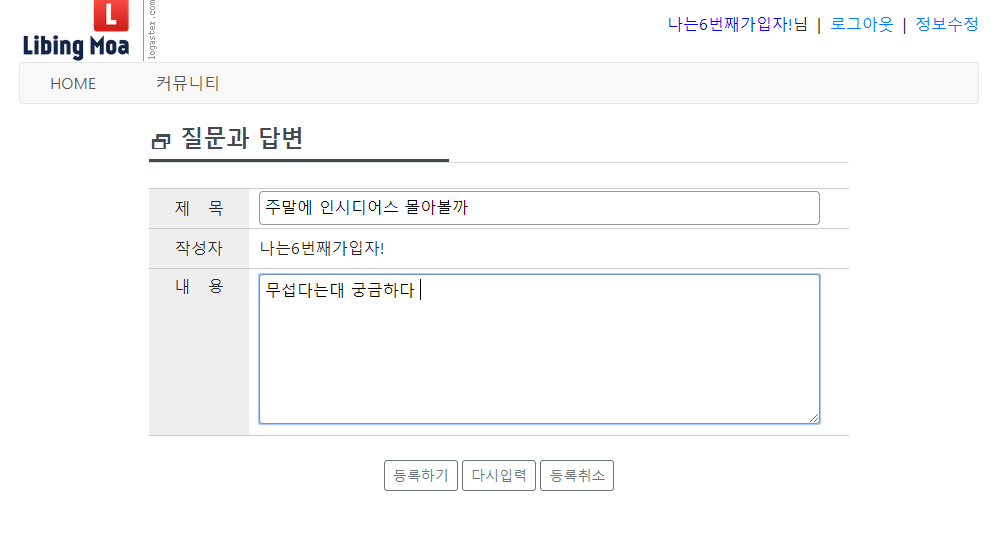 L
Libing Moa
logaster.com
나는6번째가입자!님 | 로그아웃 | 정보수정
HOME 커뮤니티
질문과 답변
제 목 주말에 인시디어스 몰아볼까
작성자 나는6번째가입자!
내 용 무섭다는대 궁금하다
등록하기 다시입력 등록취소